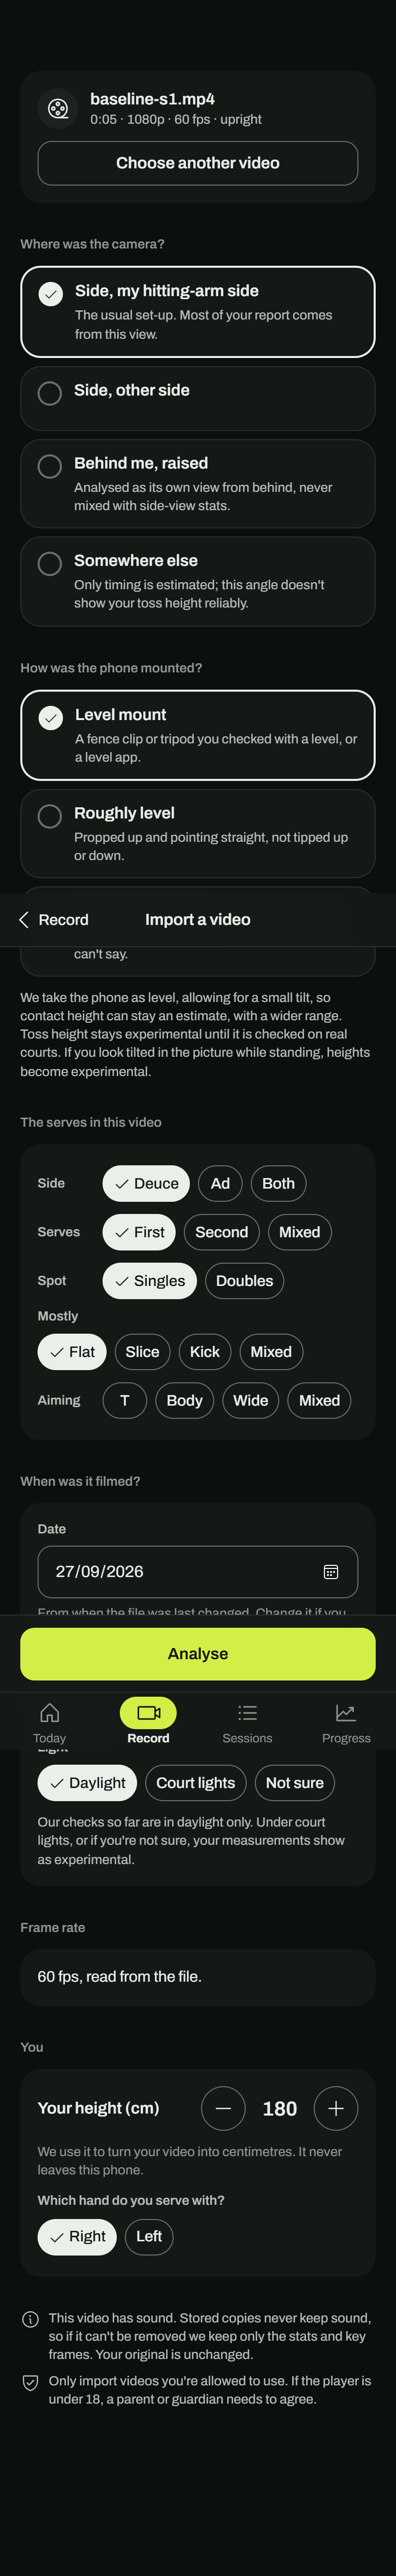 baseline-s1.mp4
0:05 · 1080p · 60 fps · upright
Choose another video
Where was the camera?
Side, my hitting-arm side
The usual set-up. Most of your report comes
from this view.
Side, other side
Behind me, raised
Analysed as its own view from behind, never
mixed with side-view stats.
Somewhere else
Only timing is estimated; this angle doesn't
show your toss height reliably.
How was the phone mounted?
Level mount
A fence clip or tripod you checked with a level, or
a level app.
Roughly level
Propped up and pointing straight, not tipped up
or down.
Record
Import a video
can't say.
We take the phone as level, allowing for a small tilt, so
contact height can stay an estimate, with a wider range.
Toss height stays experimental until it is checked on real
courts. If you look tilted in the picture while standing, heights
become experimental.
The serves in this video
Side Deuce Ad Both
Serves First Second Mixed
Spot Singles Doubles
Mostly
Flat Slice Kick Mixed
Aiming T Body Wide Mixed
When was it filmed?
Date
27/09/2026
From when the file was last changed. Change it if you
Analyse
Today Record Sessions Progress
Light
Daylight Court lights Not sure
Our checks so far are in daylight only. Under court
lights, or if you're not sure, your measurements show
as experimental.
Frame rate
60 fps, read from the file.
You
Your height (cm) 180
We use it to turn your video into centimetres. It never
leaves this phone.
Which hand do you serve with?
Right Left
This video has sound. Stored copies never keep sound,
so if it can't be removed we keep only the stats and key
frames. Your original is unchanged.
Only import videos you're allowed to use. If the player is
under 18, a parent or guardian needs to agree.